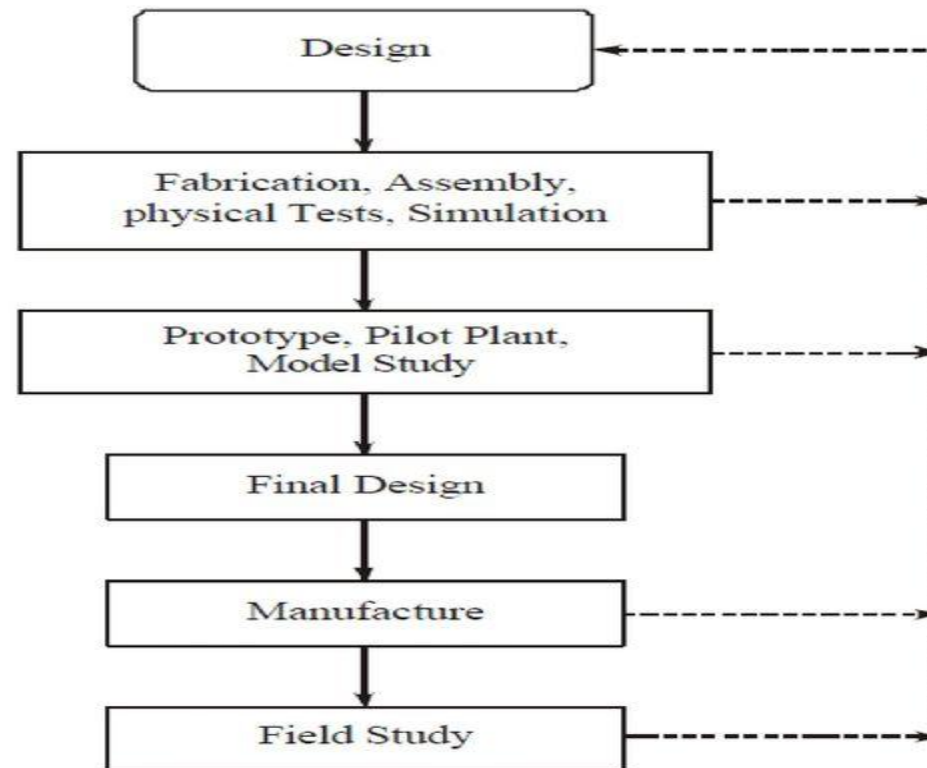 Design
Fabrication, Assembly,
physical Tests, Simulation
Prototype, Pilot Plant,
Model Study
Final Design
Manufacture
Field Study